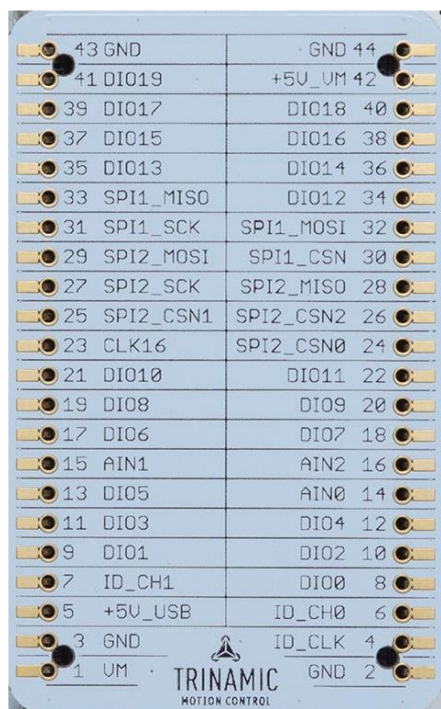 43 GND GND 44
41 DIO19 +5V_VM 42
39 DIO17 DIO18 40
37 DIO15 DIO16 38
35 DIO13 DIO14 36
33 SPI1_MISO DIO12 34
31 SPI1_SCK SPI1_MOSI 32
29 SPI2_MOSI SPI1_CSN 30
27 SPI2_SCK SPI2_MISO 28
25 SPI2_CSN1 SPI2_CSN2 26
23 CLK16 SPI2_CSN0 24
21 DIO10 DIO11 22
19 DIO8 DIO9 20
17 DIO6 DIO7 18
15 AIN1 AIN2 16
13 DIO5 AIN0 14
11 DIO3 DIO4 12
9 DIO1 DIO2 10
7 ID_CH1 DIO0 8
5 +5V_USB ID_CH0 6
3 GND ID_CLK 4
1 VM GND 2
TRINAMIC
MOTION CONTROL